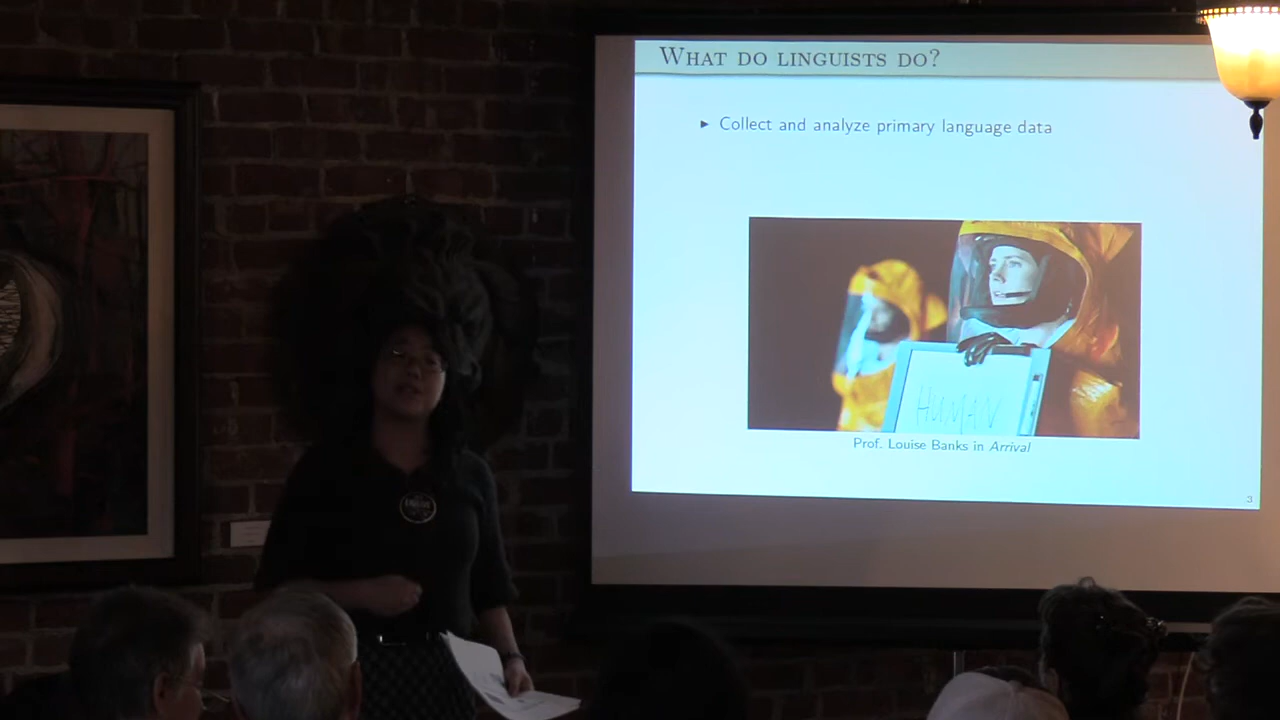 WHAT DO LINGUISTS DO?
▶ Collect and analyze primary language data
HUMAN
Prof. Louise Banks in Arrival
3